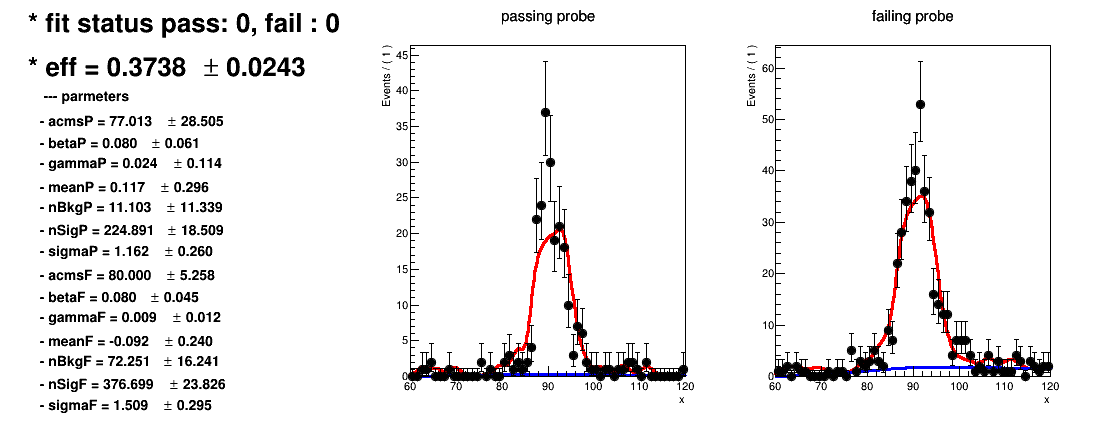 * fit status pass: 0, fail : 0
* eff = 0.3738 ± 0.0243
--- parmeters
- acmsP = 77.013 ± 28.505
- betaP = 0.080 ± 0.061
- gammaP = 0.024 ± 0.114
- meanP = 0.117 ± 0.296
- nBkgP = 11.103 ± 11.339
- nSigP = 224.891 ± 18.509
- sigmaP = 1.162 ± 0.260
- acmsF = 80.000 ± 5.258
- betaF = 0.080 ± 0.045
- gammaF = 0.009 ± 0.012
- meanF = -0.092 ± 0.240
- nBkgF = 72.251 ± 16.241
- nSigF = 376.699 ± 23.826
- sigmaF = 1.509 ± 0.295
passing probe
Events / ( 1 )
45
40
35
30
25
20
15
10
5
0
60 70 80 90 100 110 120
x
failing probe
Events / ( 1 )
60
50
40
30
20
10
0
60 70 80 90 100 110 120
x